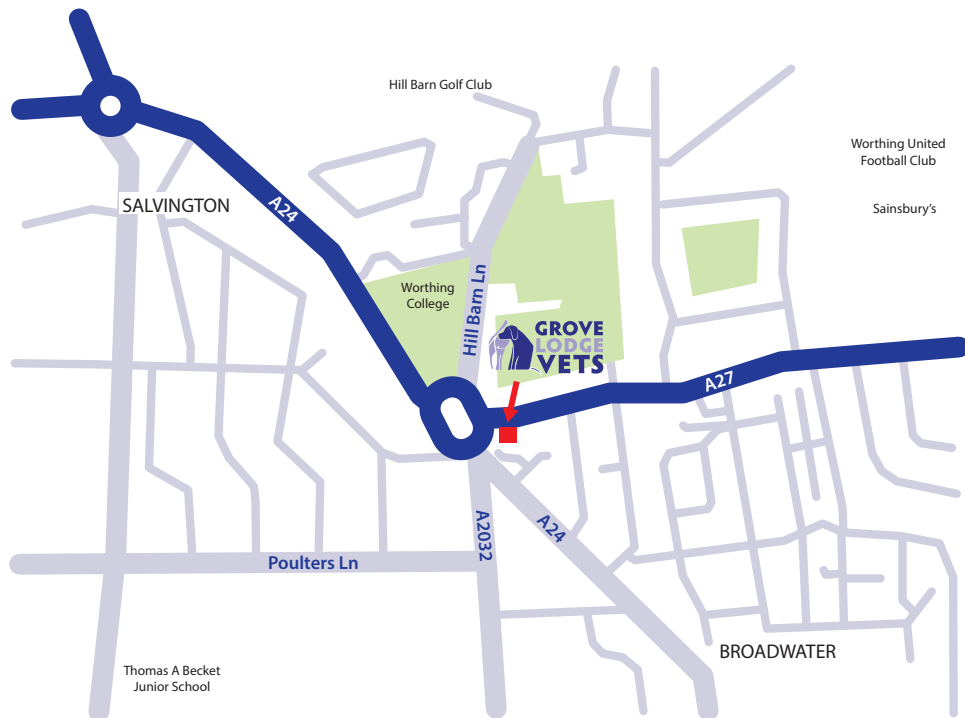 Hill Barn Golf Club
Worthing United
Football Club
SALVINGTON
A24
Sainsbury's
Worthing
College
Hill Barn Ln
GROVE
LODGE
VETS
A27
A2032
A24
Poulters Ln
BROADWATER
Thomas A Becket
Junior School